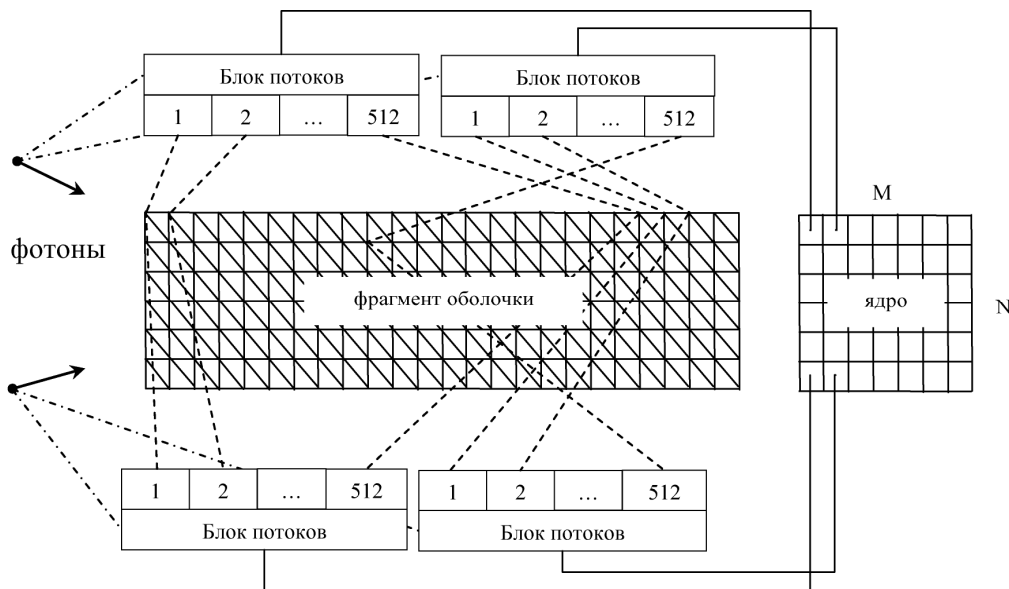 Блок потоков
Блок потоков
1 2 ... 512
1 2 ... 512
M
фотоны
фрагмент оболочки
ядро
N
1 2 ... 512
1 2 ... 512
Блок потоков
Блок потоков